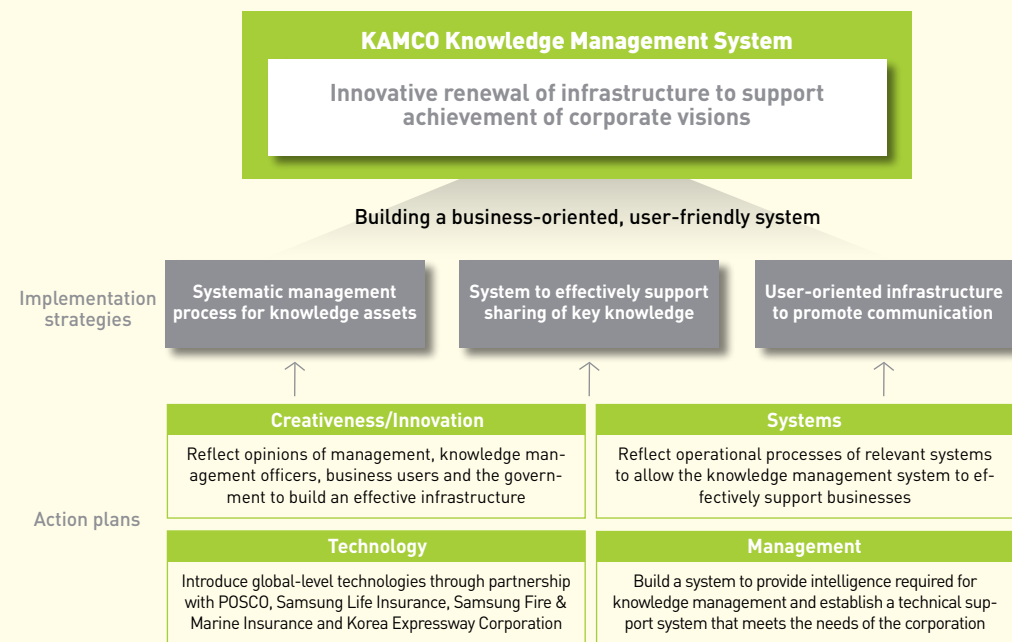 KAMCO Knowledge Management System
Innovative renewal of infrastructure to support
achievement of corporate visions
Building a business-oriented, user-friendly system
Implementation
strategies
Systematic management
process for knowledge assets
System to effectively support
sharing of key knowledge
User-oriented infrastructure
to promote communication
Action plans
Creativeness/Innovation
Reflect opinions of management, knowledge man-
agement officers, business users and the govern-
ment to build an effective infrastructure
Systems
Reflect operational processes of relevant systems
to allow the knowledge management system to ef-
fectively support businesses
Technology
Introduce global-level technologies through partnership
with POSCO, Samsung Life Insurance, Samsung Fire &
Marine Insurance and Korea Expressway Corporation
Management
Build a system to provide intelligence required for
knowledge management and establish a technical sup-
port system that meets the needs of the corporation